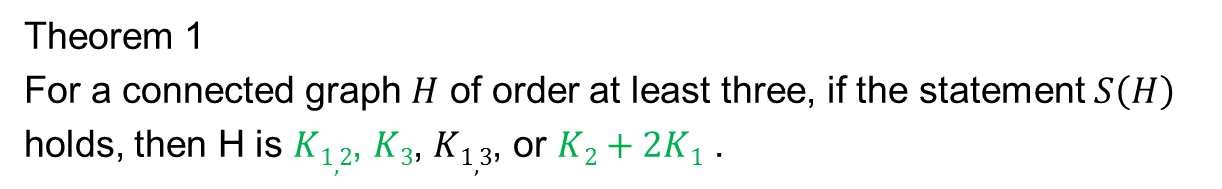 Theorem 1
For a connected graph 𝐻 of order at least three, if the statement 𝑆(𝐻)
holds, then H is 𝐾₁,₂, 𝐾₃, 𝐾₁,₃, or 𝐾₂ + 2𝐾₁ .